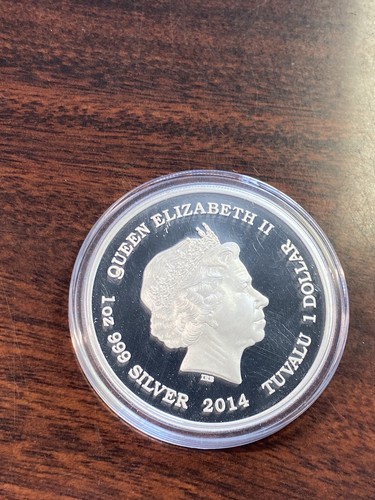 QUEEN ELIZABETH II
1oz 999 SILVER 2014 TUVALU 1 DOLLAR